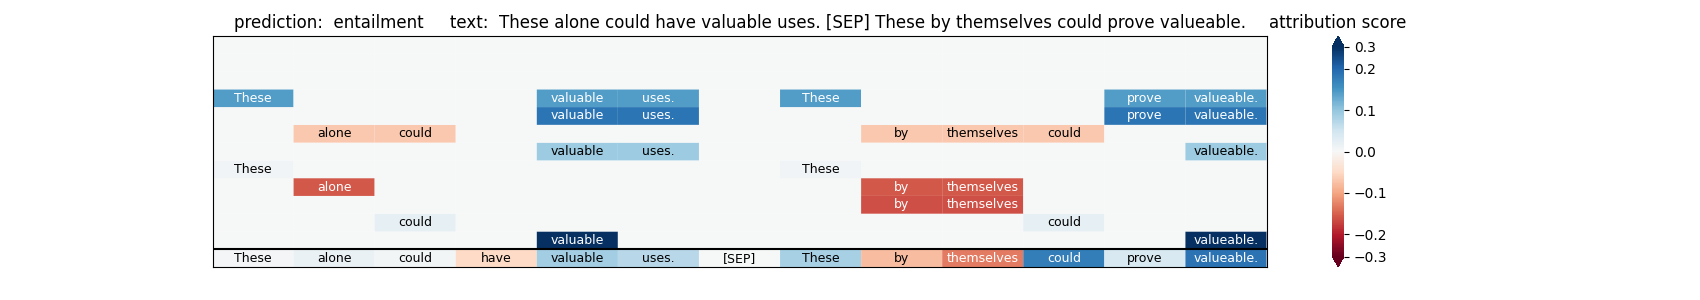 prediction: entailment text: These alone could have valuable uses. [SEP] These by themselves could prove valueable. attribution score
0.3
0.2
These valuable uses. These prove valueable.
0.1
valuable uses. prove valueable.
alone could by themselves could
valuable uses. valueable.
0.0
These These
alone by themselves
−0.1
by themselves
could could
−0.2
valuable valueable.
These alone could have valuable uses. [SEP] These by themselves could prove valueable.
−0.3